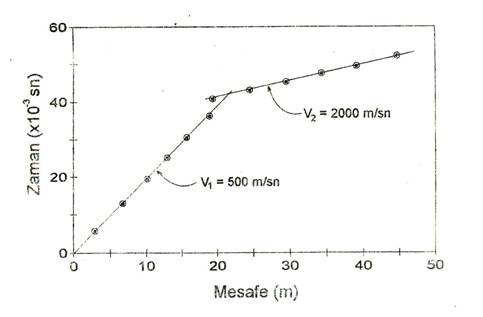 60
40
20
0
Zaman (x10⁻³ sn)
V₂ = 2000 m/sn
V₁ = 500 m/sn
0 10 20 30 40 50
Mesafe (m)